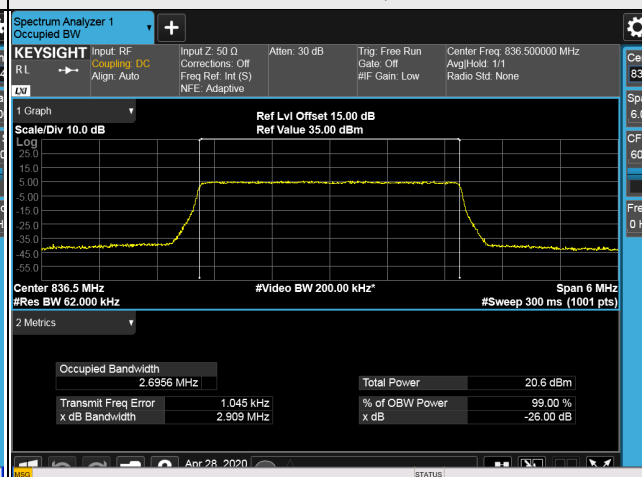 Spectrum Analyzer 1
Occupied BW
KEYSIGHT
R L
LXI
Input: RF
Coupling: DC
Align: Auto
Input Z: 50 Ω
Corrections: Off
Freq Ref: Int (S)
NFE: Adaptive
Atten: 30 dB
Trig: Free Run
Gate: Off
#IF Gain: Low
Center Freq: 836.500000 MHz
Avg|Hold: 1/1
Radio Std: None
1 Graph
Scale/Div 10.0 dB
Ref Lvl Offset 15.00 dB
Ref Value 35.00 dBm
Log
25.0
15.0
5.00
-5.00
-15.0
-25.0
-35.0
-45.0
-55.0
Center 836.5 MHz
#Res BW 62.000 kHz
#Video BW 200.00 kHz*
Span 6 MHz
#Sweep 300 ms (1001 pts)
2 Metrics
Occupied Bandwidth
2.6956 MHz
Transmit Freq Error 1.045 kHz
x dB Bandwidth 2.909 MHz
Total Power 20.6 dBm
% of OBW Power 99.00 %
x dB -26.00 dB
Apr 28, 2020
MSG
STATUS